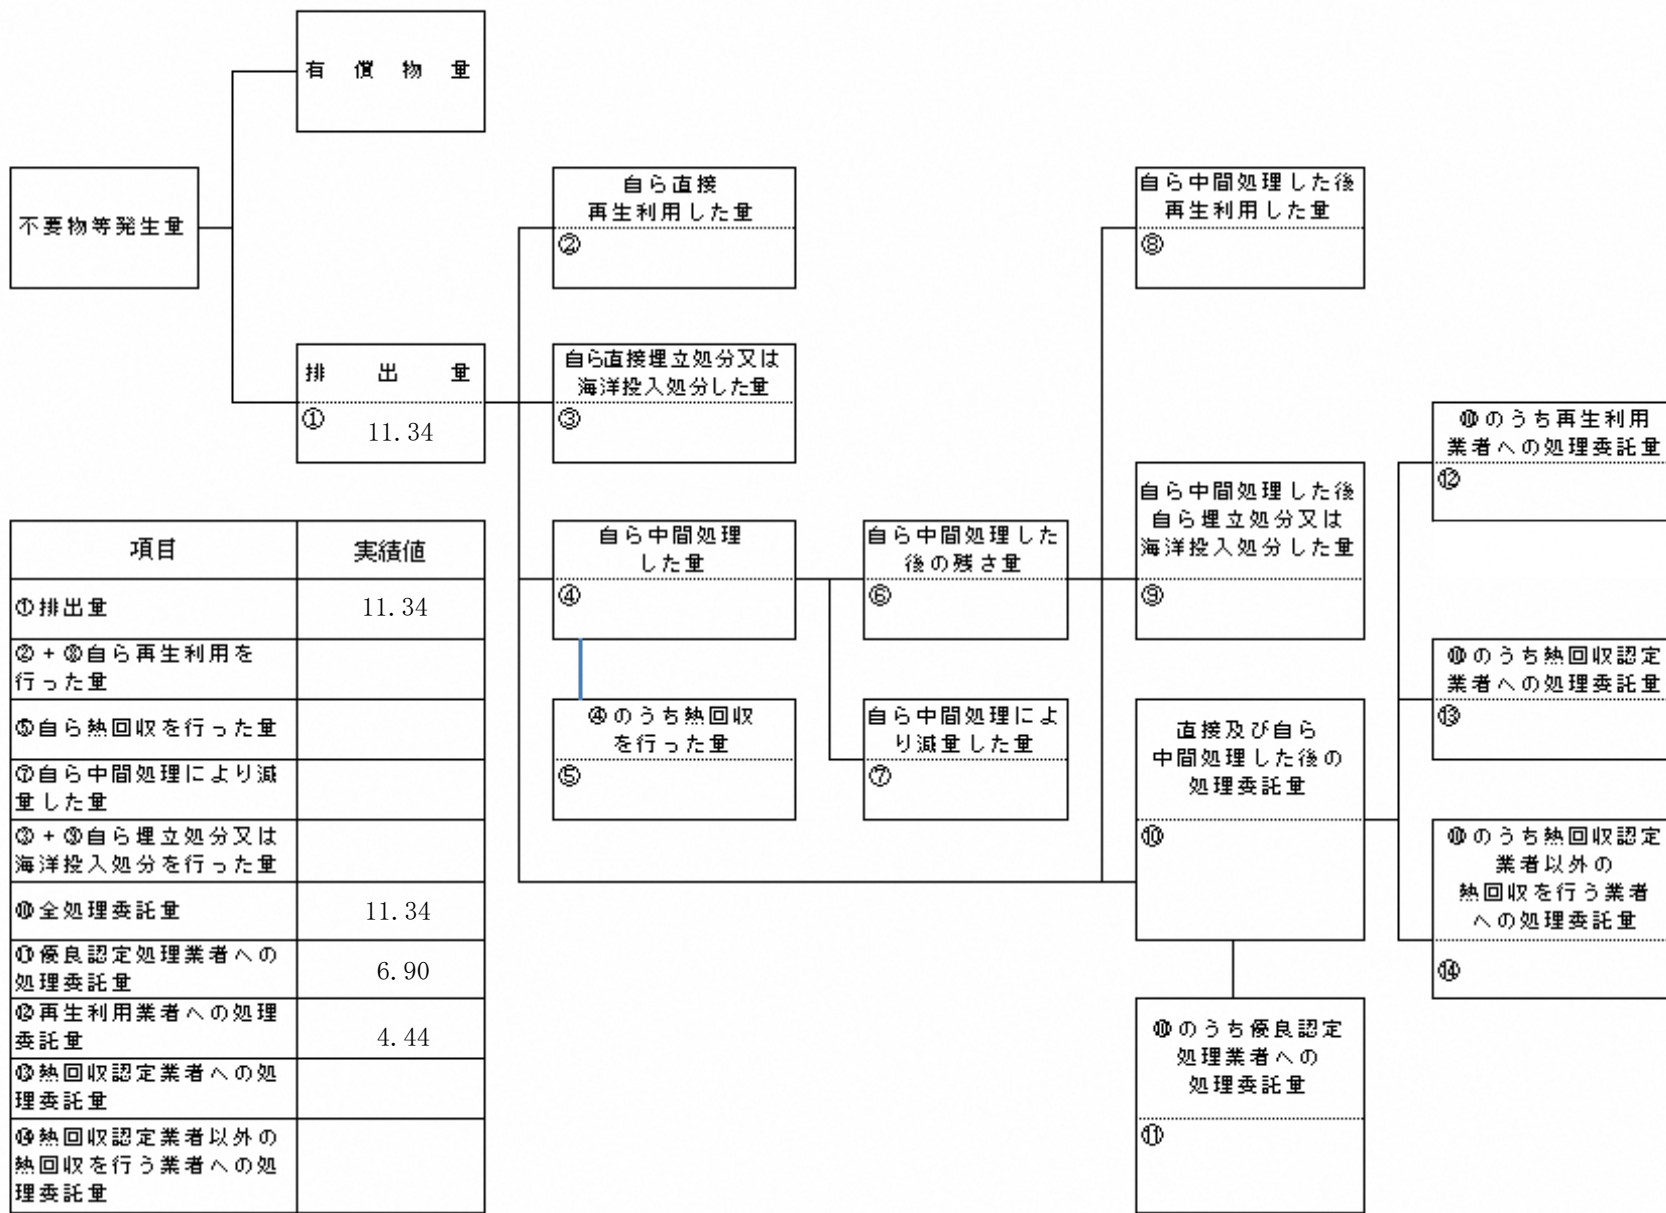 有償物量
不要物等発生量
排出量
① 11.34
自ら直接
再生利用した量
②
自ら直接埋立処分又は
海洋投入処分した量
③
自ら中間処理
した量
④
④のうち熱回収
を行った量
⑤
自ら中間処理した
後の残さ量
⑥
自ら中間処理によ
り減量した量
⑦
自ら中間処理した後
再生利用した量
⑧
自ら中間処理した後
自ら埋立処分又は
海洋投入処分した量
⑨
直接及び自ら
中間処理した後の
処理委託量
⑩
⑩のうち優良認定
処理業者への
処理委託量
⑪
⑩のうち再生利用
業者への処理委託量
⑫
⑩のうち熱回収認定
業者への処理委託量
⑬
⑩のうち熱回収認定
業者以外の
熱回収を行う業者
への処理委託量
⑭
項目 実績値
①排出量 11.34
②+⑧自ら再生利用を
行った量
⑤自ら熱回収を行った量
⑦自ら中間処理により減
量した量
③+⑨自ら埋立処分又は
海洋投入処分を行った量
⑩全処理委託量 11.34
⑪優良認定処理業者への
処理委託量 6.90
⑫再生利用業者への処理
委託量 4.44
⑬熱回収認定業者への処
理委託量
⑭熱回収認定業者以外の
熱回収を行う業者への処
理委託量